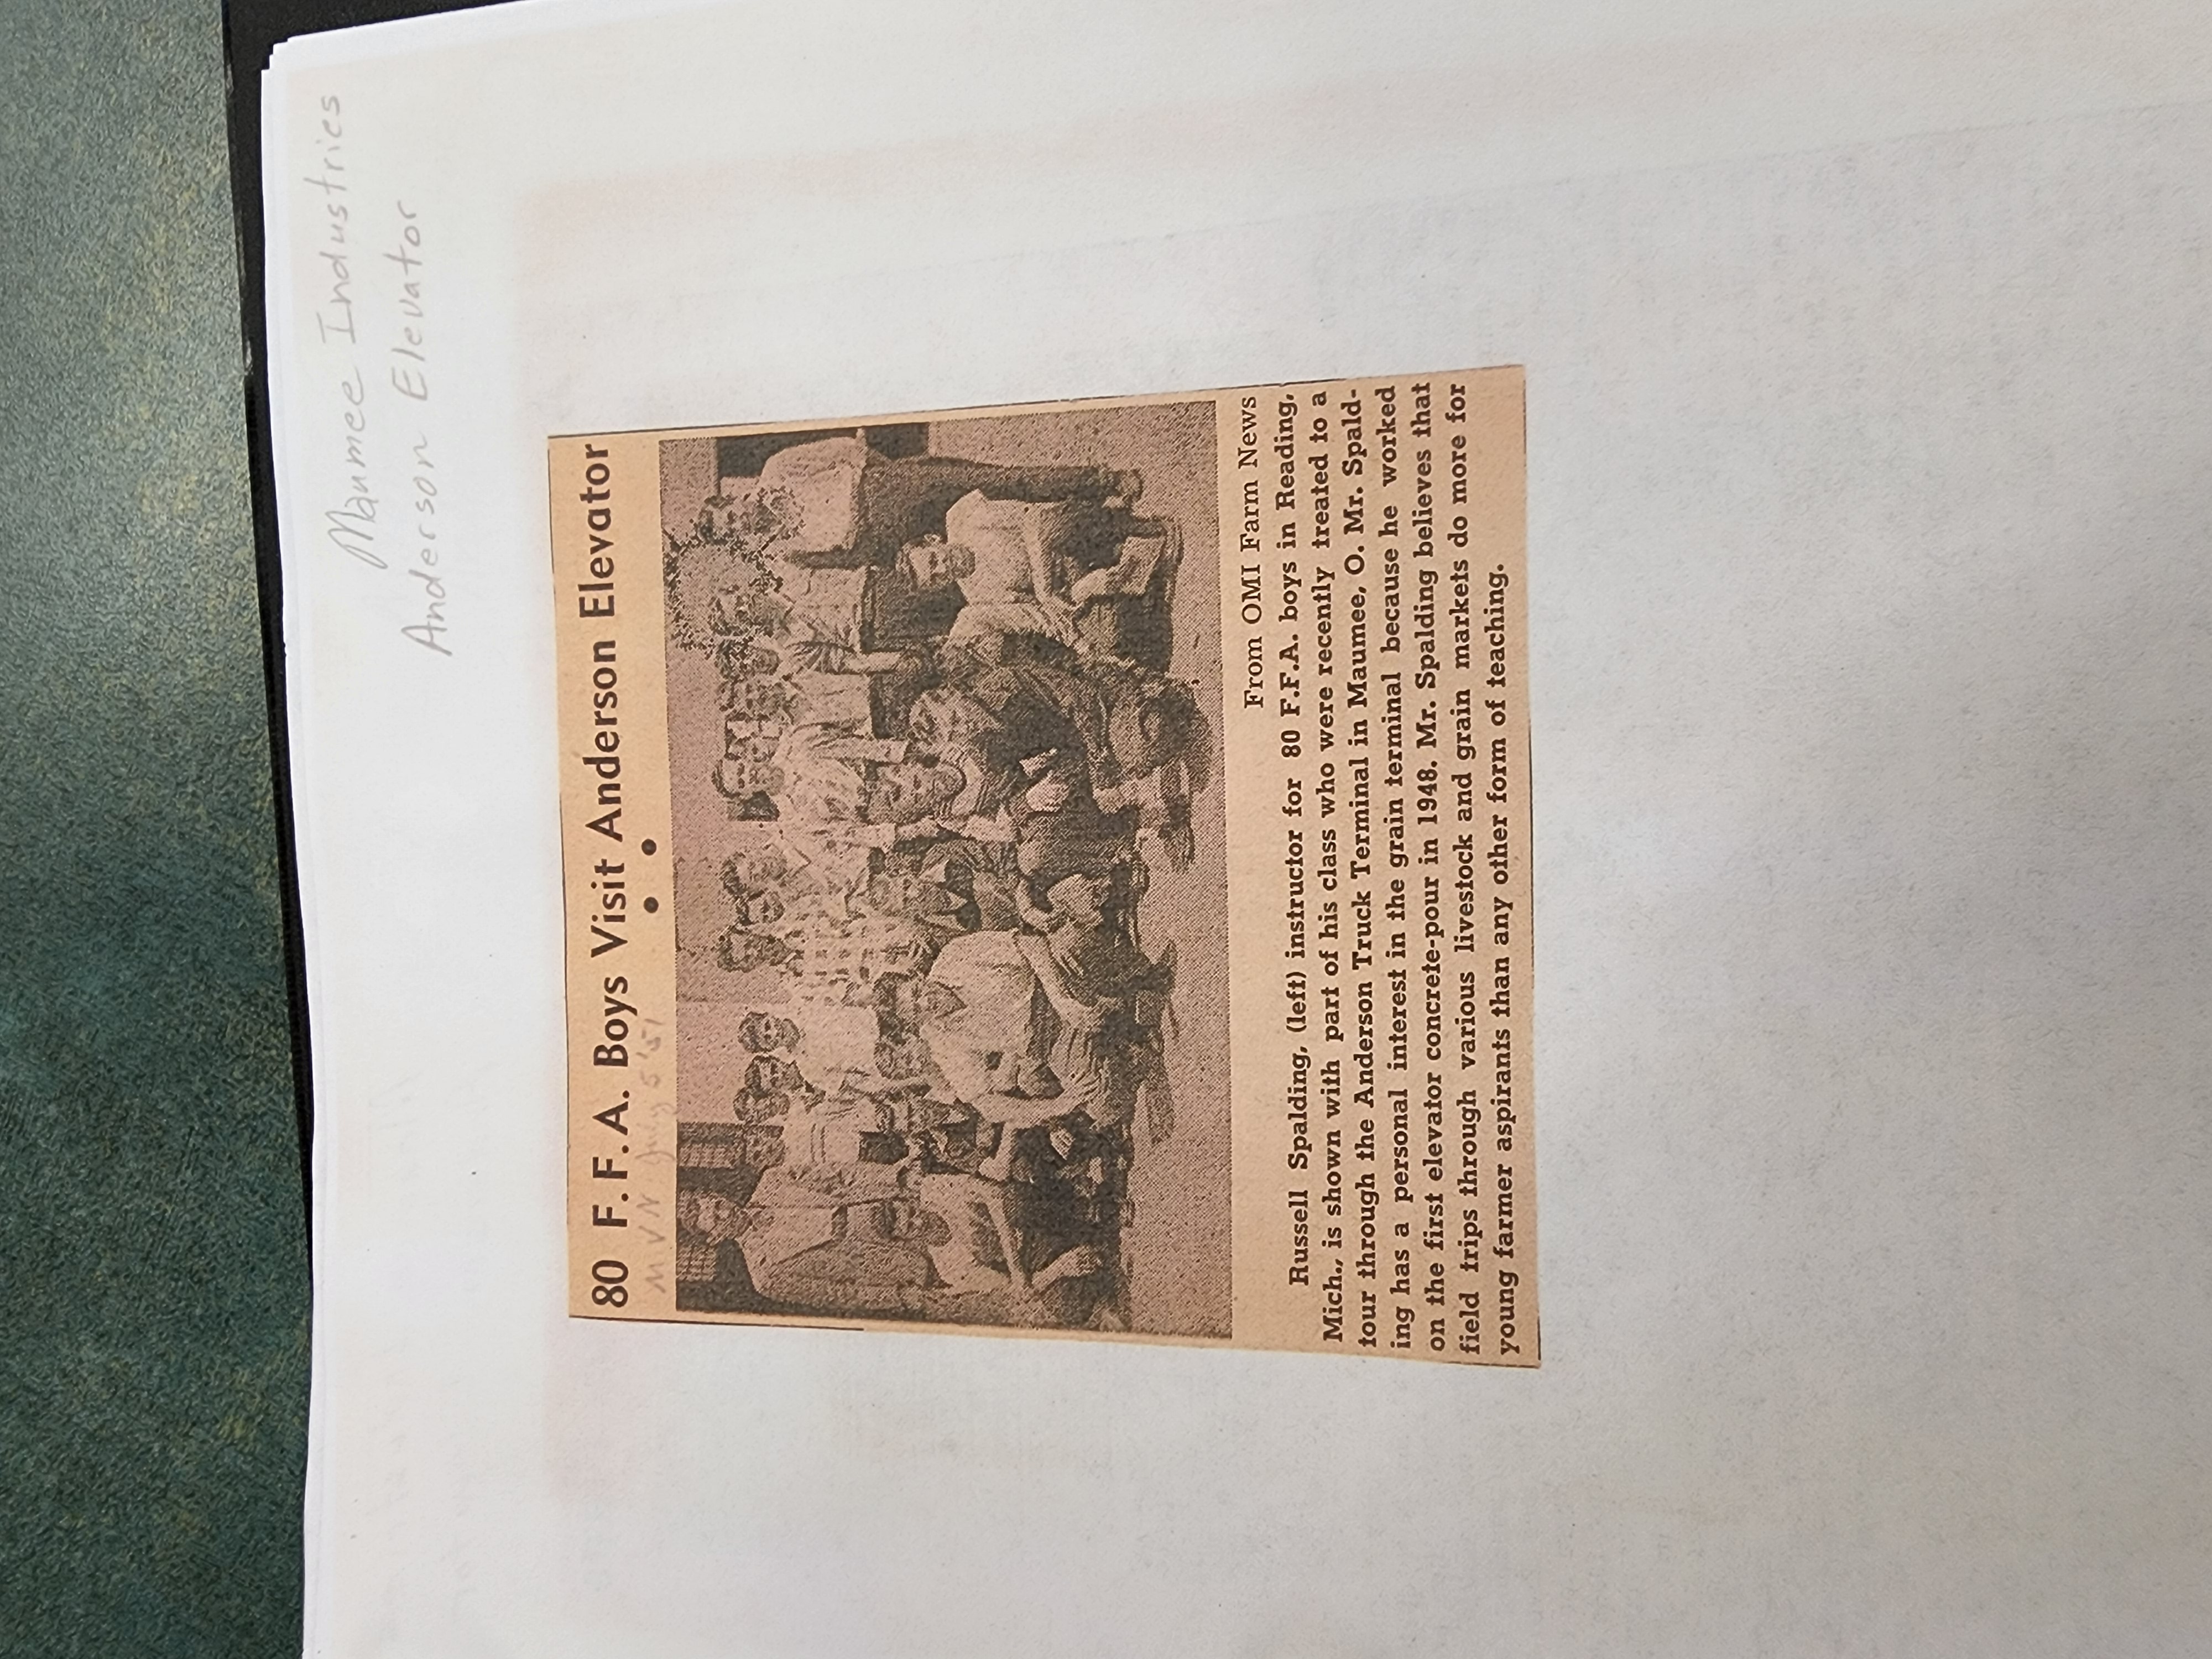 Maumee Industries
Anderson Elevator
80 F. F. A. Boys Visit Anderson Elevator
M V N July 5 '51
From OMI Farm News
Russell Spalding, (left) instructor for 80 F.F.A. boys in Reading,
Mich., is shown with part of his class who were recently treated to a
tour through the Anderson Truck Terminal in Maumee, O. Mr. Spald-
ing has a personal interest in the grain terminal because he worked
on the first elevator concrete-pour in 1948. Mr. Spalding believes that
field trips through various livestock and grain markets do more for
young farmer aspirants than any other form of teaching.